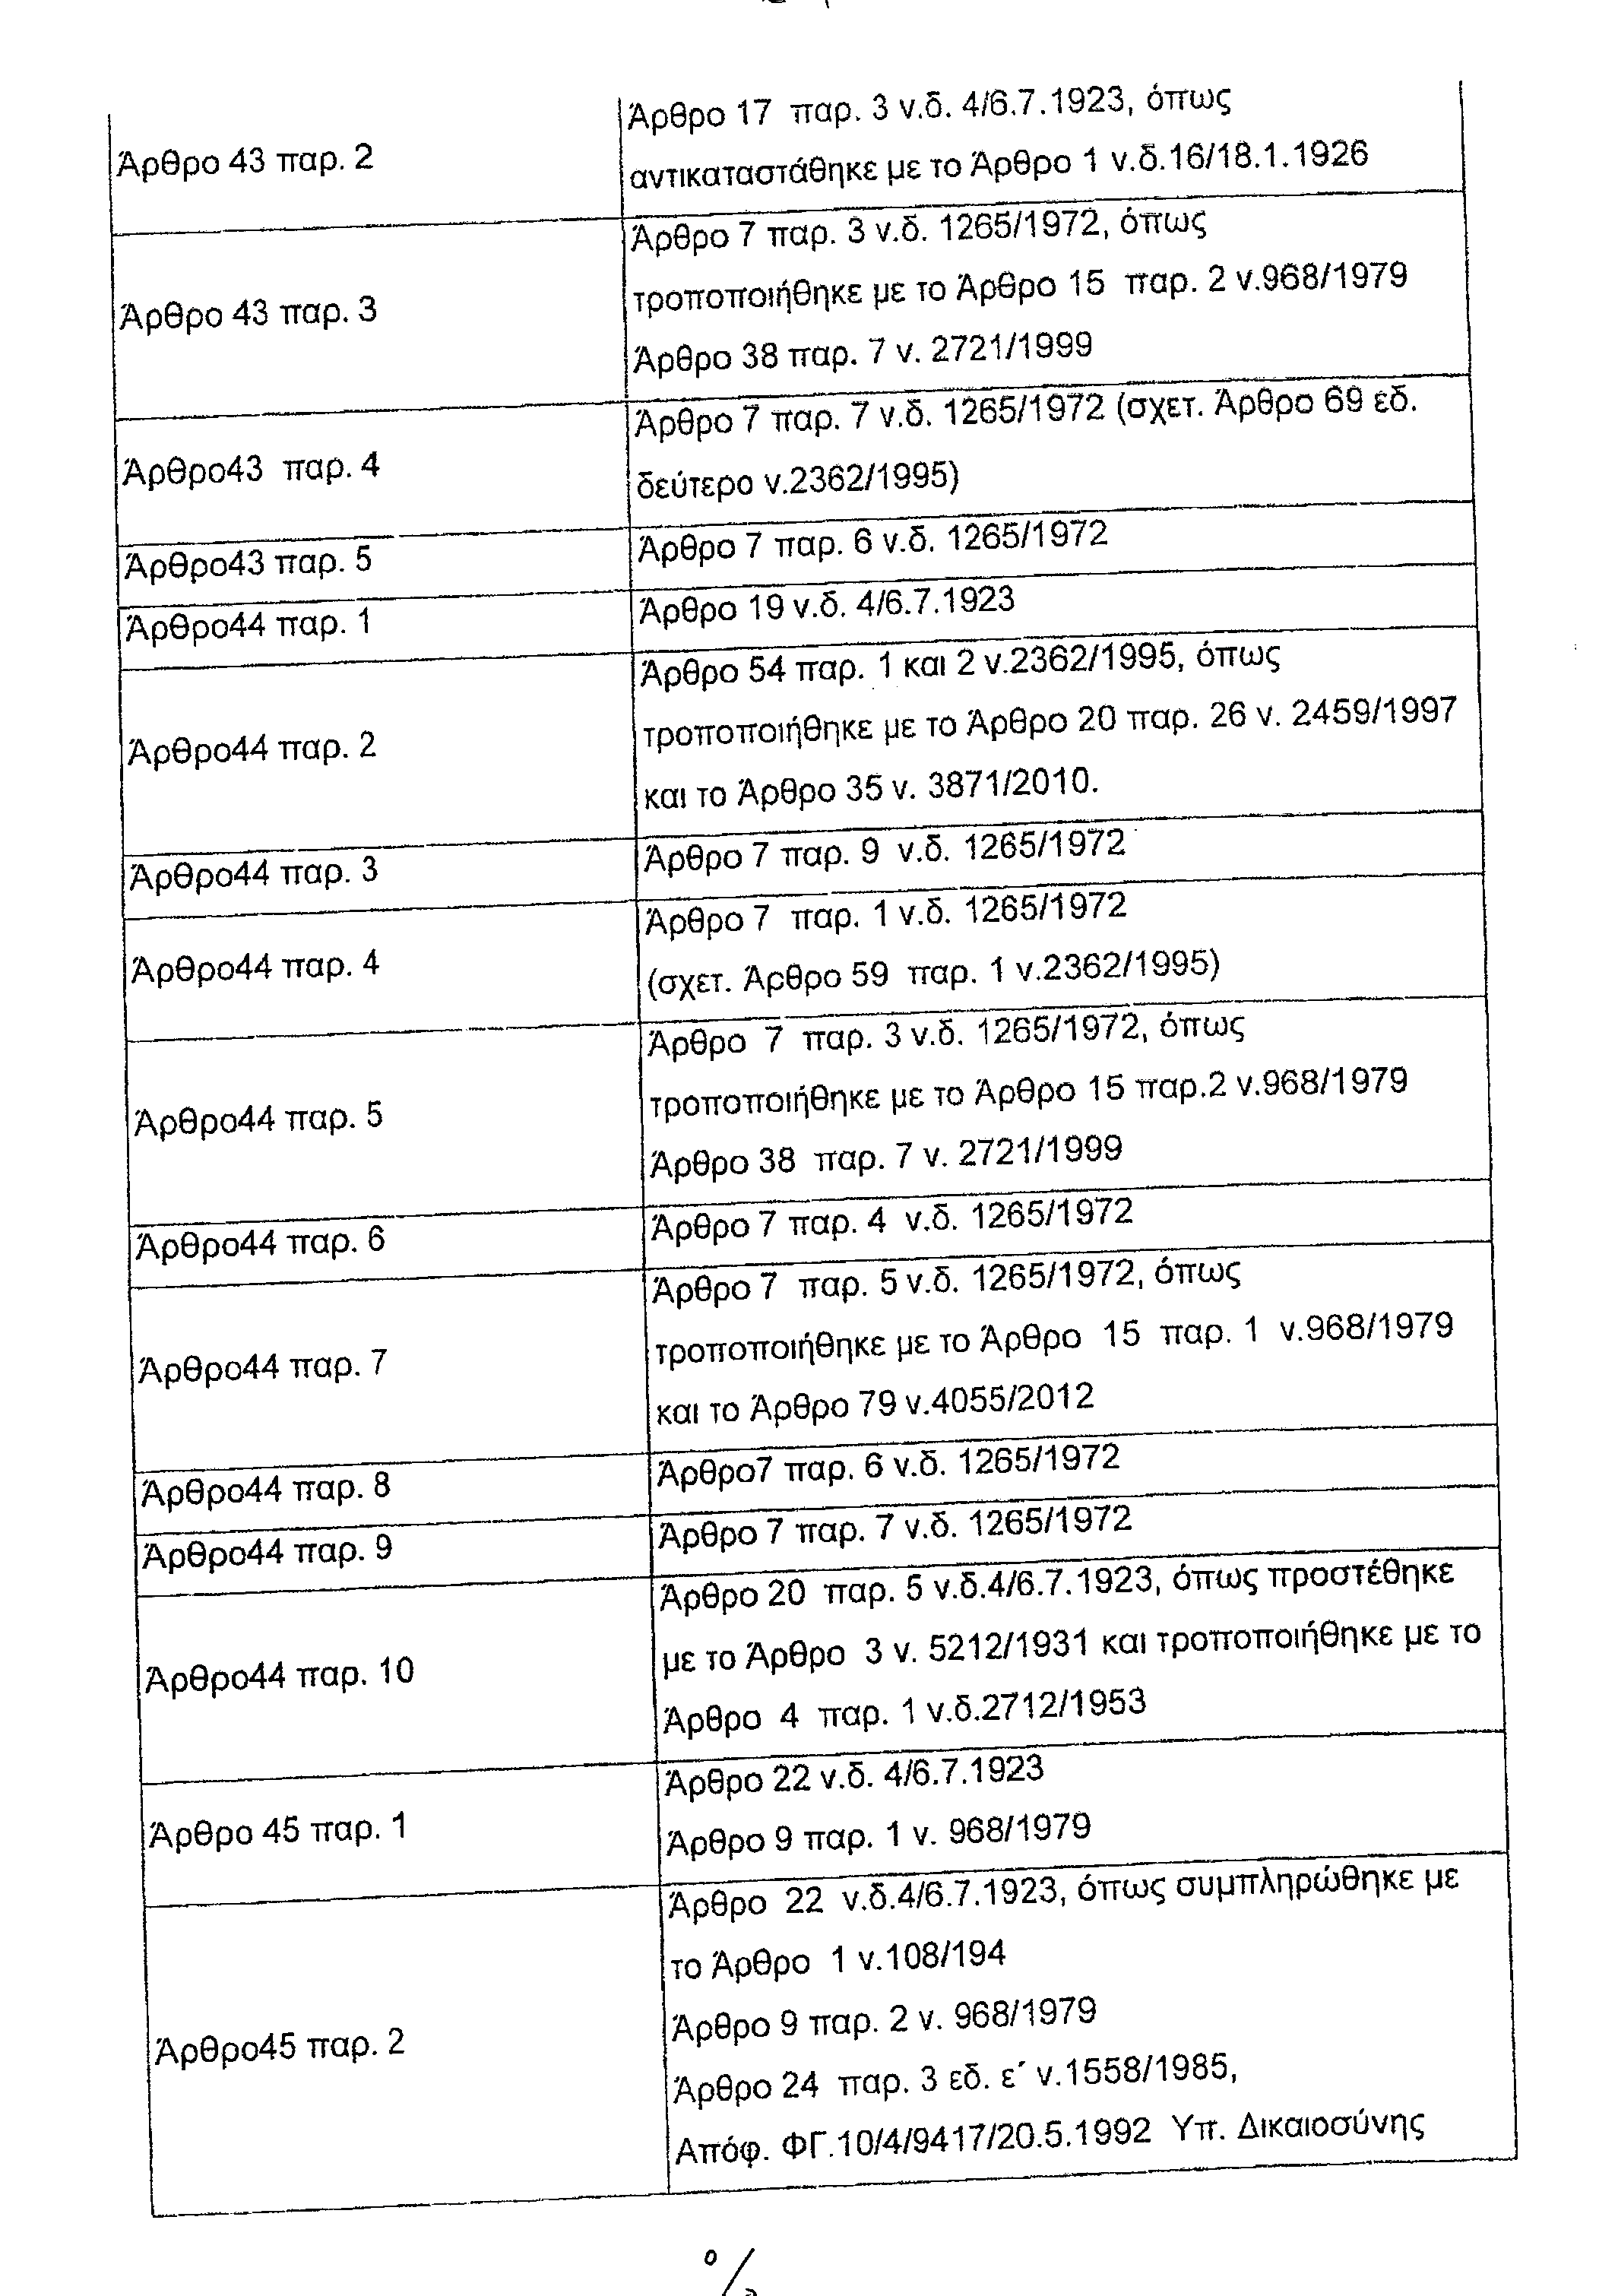 Άρθρο 43 παρ. 2
Άρθρο 17 παρ. 3 ν.δ. 4/6.7.1923, όπως
αντικαταστάθηκε με το Άρθρο 1 ν.δ.16/18.1.1926
Άρθρο 43 παρ. 3
Άρθρο 7 παρ. 3 ν.δ. 1265/1972, όπως
τροποποιήθηκε με το Άρθρο 15 παρ. 2 ν.968/1979
Άρθρο 38 παρ. 7 ν. 2721/1999
Άρθρο43 παρ. 4
Άρθρο 7 παρ. 7 ν.δ. 1265/1972 (σχετ. Άρθρο 69 εδ.
δεύτερο ν.2362/1995)
Άρθρο43 παρ. 5
Άρθρο 7 παρ. 6 ν.δ. 1265/1972
Άρθρο44 παρ. 1
Άρθρο 19 ν.δ. 4/6.7.1923
Άρθρο44 παρ. 2
Άρθρο 54 παρ. 1 και 2 ν.2362/1995, όπως
τροποποιήθηκε με το Άρθρο 20 παρ. 26 ν. 2459/1997
και το Άρθρο 35 ν. 3871/2010.
Άρθρο44 παρ. 3
Άρθρο 7 παρ. 9 ν.δ. 1265/1972
Άρθρο44 παρ. 4
Άρθρο 7 παρ. 1 ν.δ. 1265/1972
(σχετ. Άρθρο 59 παρ. 1 ν.2362/1995)
Άρθρο44 παρ. 5
Άρθρο 7 παρ. 3 ν.δ. 1265/1972, όπως
τροποποιήθηκε με το Άρθρο 15 παρ.2 ν.968/1979
Άρθρο 38 παρ. 7 ν. 2721/1999
Άρθρο44 παρ. 6
Άρθρο 7 παρ. 4 ν.δ. 1265/1972
Άρθρο44 παρ. 7
Άρθρο 7 παρ. 5 ν.δ. 1265/1972, όπως
τροποποιήθηκε με το Άρθρο 15 παρ. 1 ν.968/1979
και το Άρθρο 79 ν.4055/2012
Άρθρο44 παρ. 8
Άρθρο7 παρ. 6 ν.δ. 1265/1972
Άρθρο44 παρ. 9
Άρθρο 7 παρ. 7 ν.δ. 1265/1972
Άρθρο44 παρ. 10
Άρθρο 20 παρ. 5 ν.δ.4/6.7.1923, όπως προστέθηκε
με το Άρθρο 3 ν. 5212/1931 και τροποποιήθηκε με το
Άρθρο 4 παρ. 1 ν.δ.2712/1953
Άρθρο 45 παρ. 1
Άρθρο 22 ν.δ. 4/6.7.1923
Άρθρο 9 παρ. 1 ν. 968/1979
Άρθρο45 παρ. 2
Άρθρο 22 ν.δ.4/6.7.1923, όπως συμπληρώθηκε με
το Άρθρο 1 ν.108/194
Άρθρο 9 παρ. 2 ν. 968/1979
Άρθρο 24 παρ. 3 εδ. ε΄ ν.1558/1985,
Απόφ. ΦΓ.10/4/9417/20.5.1992 Υπ. Δικαιοσύνης